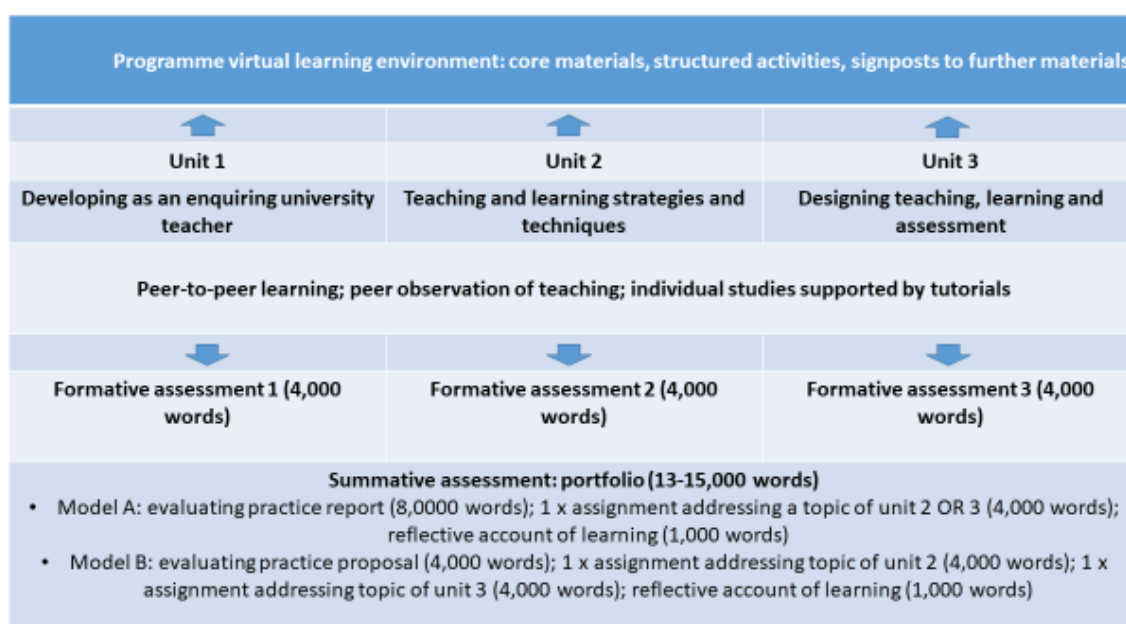 Programme virtual learning environment: core materials, structured activities, signposts to further materials
Unit 1
Unit 2
Unit 3
Developing as an enquiring university
teacher
Teaching and learning strategies and
techniques
Designing teaching, learning and
assessment
Peer-to-peer learning; peer observation of teaching; individual studies supported by tutorials
Formative assessment 1 (4,000
words)
Formative assessment 2 (4,000
words)
Formative assessment 3 (4,000
words)
Summative assessment: portfolio (13-15,000 words)
• Model A: evaluating practice report (8,0000 words); 1 x assignment addressing a topic of unit 2 OR 3 (4,000 words);
reflective account of learning (1,000 words)
• Model B: evaluating practice proposal (4,000 words); 1 x assignment addressing topic of unit 2 (4,000 words); 1 x
assignment addressing topic of unit 3 (4,000 words); reflective account of learning (1,000 words)